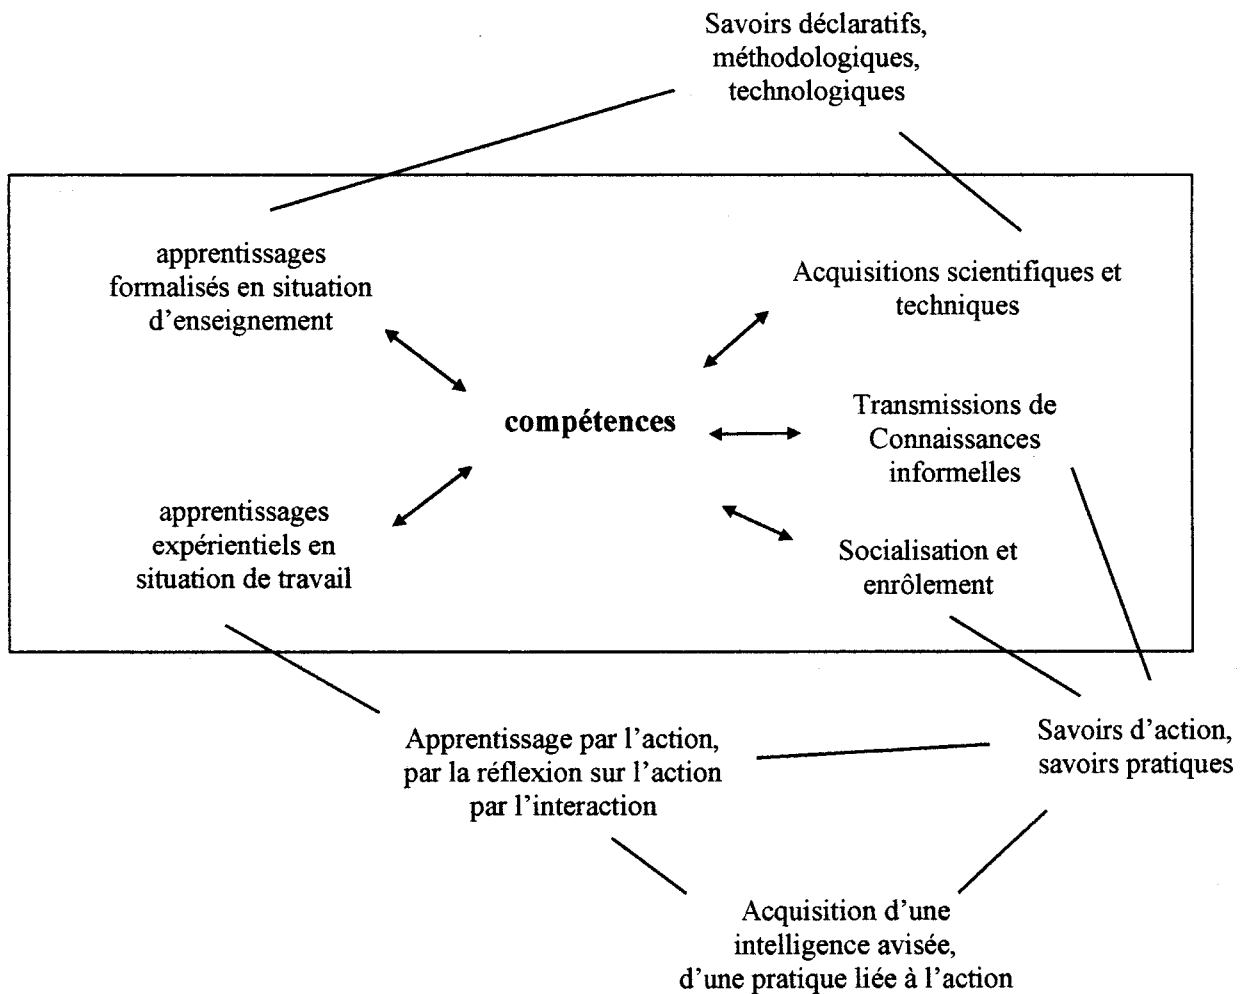 Savoirs déclaratifs,
méthodologiques,
technologiques
apprentissages
formalisés en situation
d'enseignement
Acquisitions scientifiques et
techniques
compétences
Transmissions de
Connaissances
informelles
apprentissages
expérientiels en
situation de travail
Socialisation et
enrôlement
Apprentissage par l'action,
par la réflexion sur l'action
par l'interaction
Savoirs d'action,
savoirs pratiques
Acquisition d'une
intelligence avisée,
d'une pratique liée à l'action